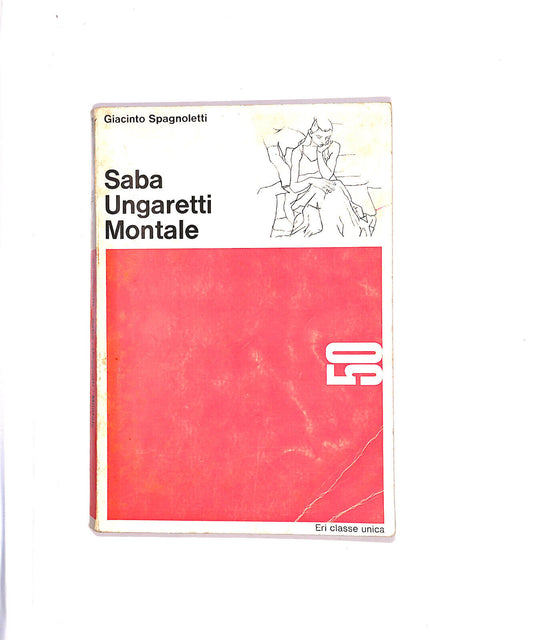 Giacinto Spagnoletti
Saba
Ungaretti
Montale
50
Eri classe unica